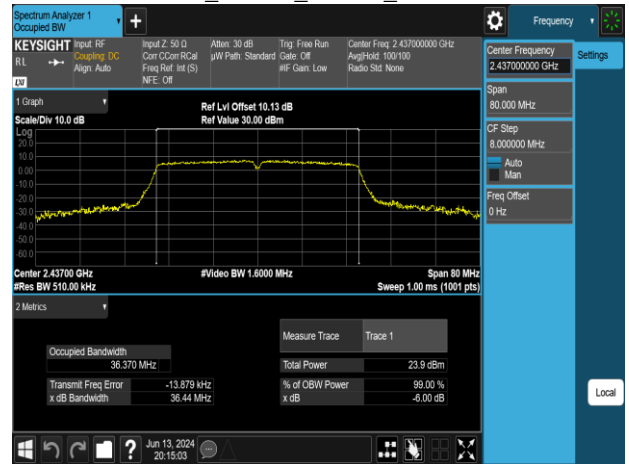 Spectrum Analyzer 1
Occupied BW
Frequency
KEYSIGHT
R L
LXI
Input: RF
Coupling: DC
Align: Auto
Input Z: 50 Ω
Corr CCorr RCal
Freq Ref: Int (S)
NFE: Off
Atten: 30 dB
µW Path: Standard
Trig: Free Run
Gate: Off
#IF Gain: Low
Center Freq: 2.437000000 GHz
Avg|Hold: 100/100
Radio Std: None
Center Frequency
2.437000000 GHz
Settings
Span
80.000 MHz
CF Step
8.000000 MHz
Auto
Man
Freq Offset
0 Hz
Local
1 Graph
Scale/Div 10.0 dB
Ref Lvl Offset 10.13 dB
Ref Value 30.00 dBm
Log
20.0
10.0
0.00
-10.0
-20.0
-30.0
-40.0
-50.0
-60.0
Center 2.43700 GHz
#Res BW 510.00 kHz
#Video BW 1.6000 MHz
Span 80 MHz
Sweep 1.00 ms (1001 pts)
2 Metrics
Measure Trace Trace 1
Occupied Bandwidth
36.370 MHz
Total Power 23.9 dBm
Transmit Freq Error -13.879 kHz
% of OBW Power 99.00 %
x dB Bandwidth 36.44 MHz
x dB -6.00 dB
?
Jun 13, 2024
20:15:03